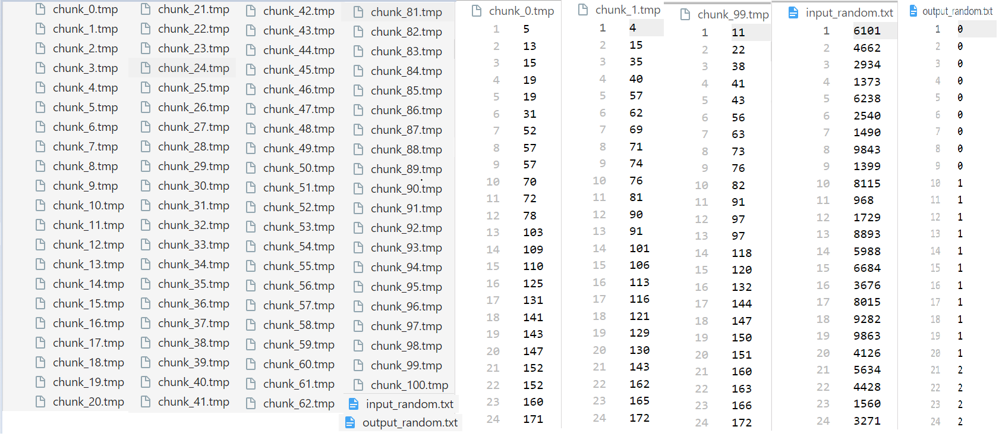 chunk_0.tmp
chunk_1.tmp
chunk_2.tmp
chunk_3.tmp
chunk_4.tmp
chunk_5.tmp
chunk_6.tmp
chunk_7.tmp
chunk_8.tmp
chunk_9.tmp
chunk_10.tmp
chunk_11.tmp
chunk_12.tmp
chunk_13.tmp
chunk_14.tmp
chunk_15.tmp
chunk_16.tmp
chunk_17.tmp
chunk_18.tmp
chunk_19.tmp
chunk_20.tmp
chunk_21.tmp
chunk_22.tmp
chunk_23.tmp
chunk_24.tmp
chunk_25.tmp
chunk_26.tmp
chunk_27.tmp
chunk_28.tmp
chunk_29.tmp
chunk_30.tmp
chunk_31.tmp
chunk_32.tmp
chunk_33.tmp
chunk_34.tmp
chunk_35.tmp
chunk_36.tmp
chunk_37.tmp
chunk_38.tmp
chunk_39.tmp
chunk_40.tmp
chunk_41.tmp
chunk_42.tmp
chunk_43.tmp
chunk_44.tmp
chunk_45.tmp
chunk_46.tmp
chunk_47.tmp
chunk_48.tmp
chunk_49.tmp
chunk_50.tmp
chunk_51.tmp
chunk_52.tmp
chunk_53.tmp
chunk_54.tmp
chunk_55.tmp
chunk_56.tmp
chunk_57.tmp
chunk_58.tmp
chunk_59.tmp
chunk_60.tmp
chunk_61.tmp
chunk_62.tmp
chunk_81.tmp
chunk_82.tmp
chunk_83.tmp
chunk_84.tmp
chunk_85.tmp
chunk_86.tmp
chunk_87.tmp
chunk_88.tmp
chunk_89.tmp
chunk_90.tmp
chunk_91.tmp
chunk_92.tmp
chunk_93.tmp
chunk_94.tmp
chunk_95.tmp
chunk_96.tmp
chunk_97.tmp
chunk_98.tmp
chunk_99.tmp
chunk_100.tmp
input_random.txt
output_random.txt
chunk_0.tmp
1 5
2 13
3 15
4 19
5 19
6 31
7 52
8 57
9 57
10 70
11 72
12 78
13 103
14 109
15 110
16 125
17 131
18 141
19 143
20 147
21 152
22 152
23 160
24 171
chunk_1.tmp
1 4
2 15
3 35
4 40
5 57
6 62
7 69
8 71
9 74
10 76
11 81
12 90
13 91
14 101
15 106
16 113
17 116
18 121
19 129
20 130
21 143
22 162
23 165
24 172
chunk_99.tmp
1 11
2 22
3 38
4 41
5 43
6 56
7 63
8 73
9 76
10 82
11 91
12 97
13 97
14 118
15 120
16 132
17 144
18 147
19 150
20 151
21 160
22 163
23 166
24 172
input_random.txt
1 6101
2 4662
3 2934
4 1373
5 6238
6 2540
7 1490
8 9843
9 1399
10 8115
11 968
12 1729
13 8893
14 5988
15 6684
16 3676
17 8015
18 9282
19 9863
20 4126
21 5634
22 4428
23 1560
24 3271
output_random.txt
1 0
2 0
3 0
4 0
5 0
6 0
7 0
8 0
9 0
10 1
11 1
12 1
13 1
14 1
15 1
16 1
17 1
18 1
19 1
20 1
21 2
22 2
23 2
24 2